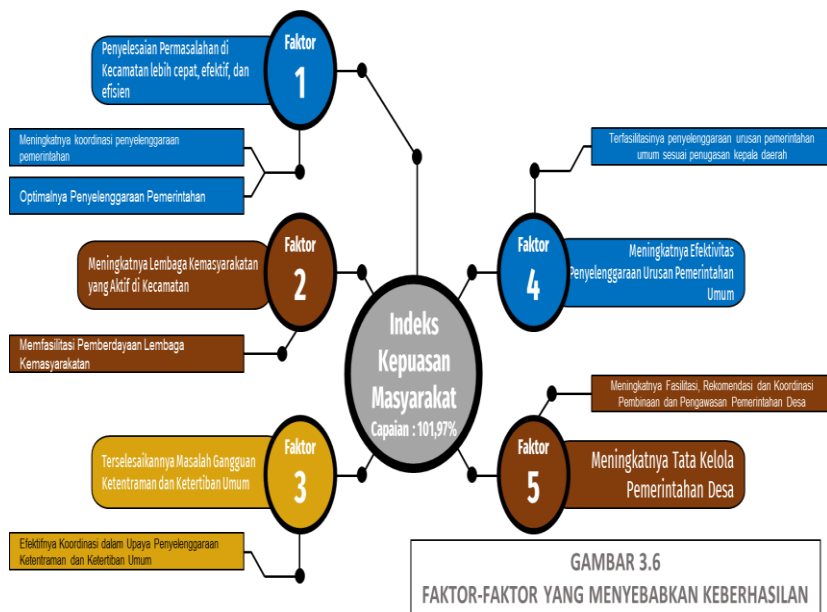 Penyelesaian Permasalahan di
Kecamatan lebih cepat, efektif, dan
efisien
Faktor
1
Meningkatnya koordinasi penyelenggaraan
pemerintahan
Optimalnya Penyelenggaraan Pemerintahan
Meningkatnya Lembaga Kemasyarakatan
yang Aktif di Kecamatan
Faktor
2
Memfasilitasi Pemberdayaan Lembaga
Kemasyarakatan
Terselesaikannya Masalah Gangguan
Ketentraman dan Ketertiban Umum
Faktor
3
Efektifnya Koordinasi dalam Upaya Penyelenggaraan
Ketentraman dan Ketertiban Umum
Indeks
Kepuasan
Masyarakat
Capaian : 101,97%
Terfasilitasinya penyelenggaraan urusan pemerintahan
umum sesuai penugasan kepala daerah
Faktor
4
Meningkatnya Efektivitas
Penyelenggaraan Urusan Pemerintahan
Umum
Meningkatnya Fasilitasi, Rekomendasi dan Koordinasi
Pembinaan dan Pengawasan Pemerintahan Desa
Faktor
5
Meningkatnya Tata Kelola
Pemerintahan Desa
GAMBAR 3.6
FAKTOR-FAKTOR YANG MENYEBABKAN KEBERHASILAN